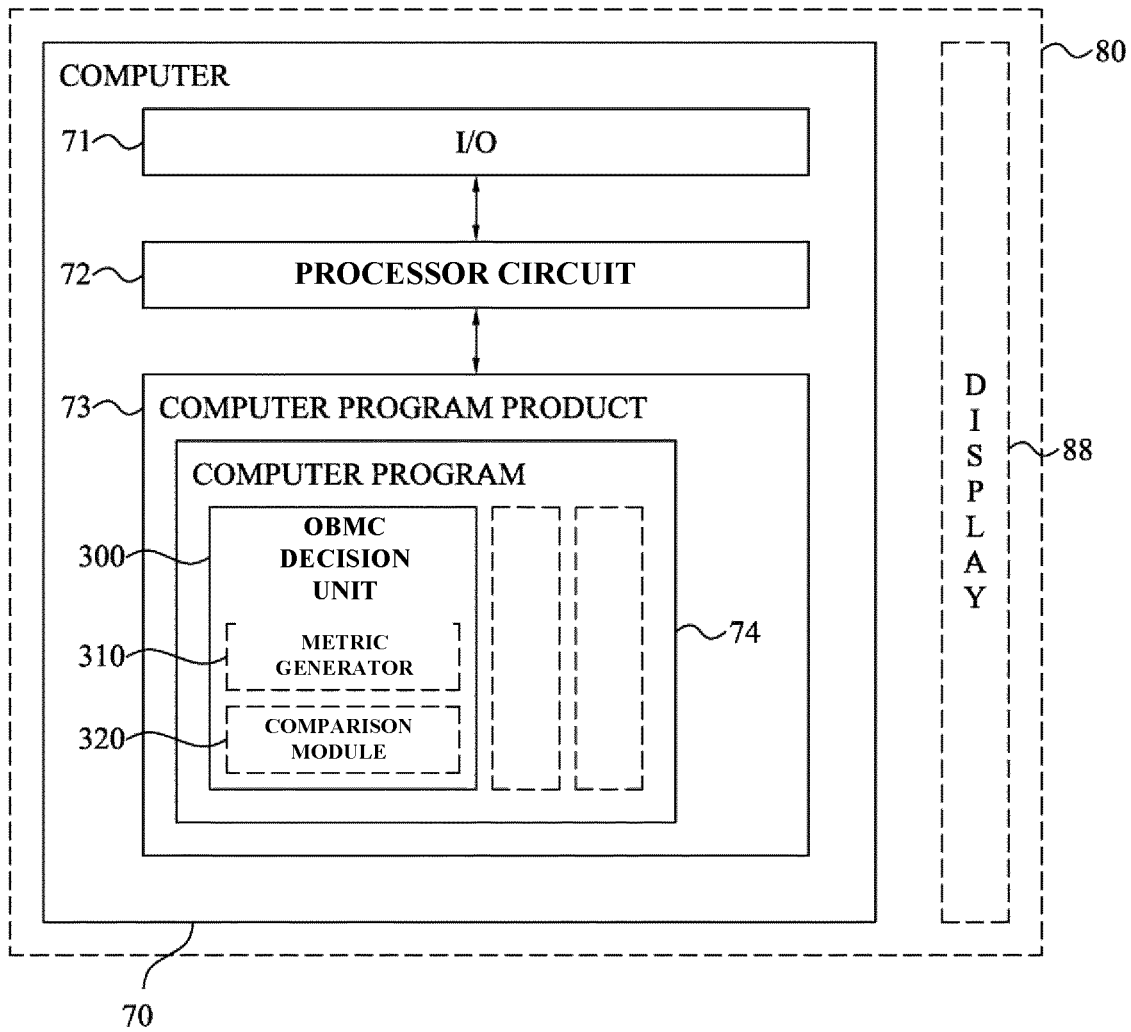 80
COMPUTER
71
I/O
72
PROCESSOR CIRCUIT
73
COMPUTER PROGRAM PRODUCT
COMPUTER PROGRAM
300
OBMC
DECISION
UNIT
310
METRIC
GENERATOR
320
COMPARISON
MODULE
74
DISPLAY
88
70